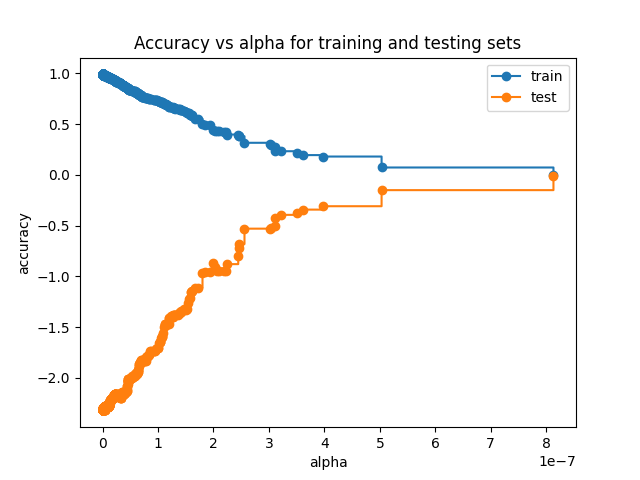 Accuracy vs alpha for training and testing sets
train
test
accuracy
1.0
0.5
0.0
−0.5
−1.0
−1.5
−2.0
0 1 2 3 4 5 6 7 8
1e−7
alpha